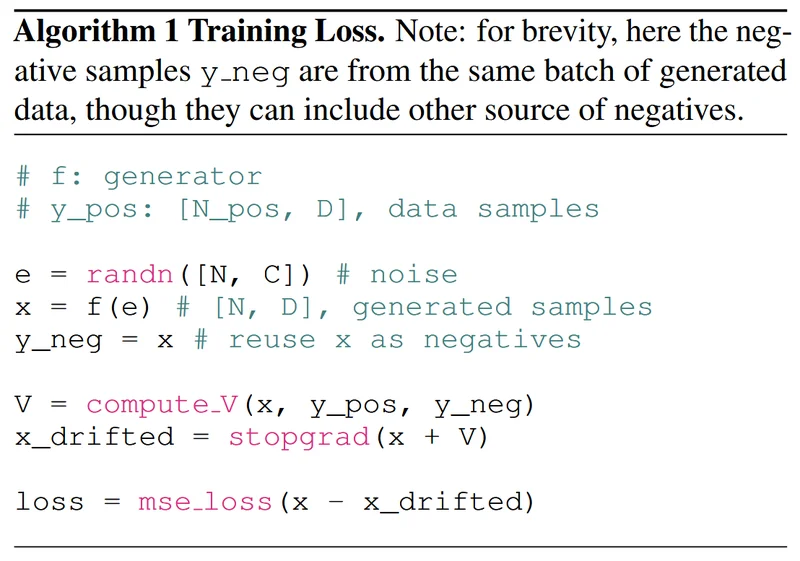 Algorithm 1 Training Loss. Note: for brevity, here the neg-
ative samples y_neg are from the same batch of generated
data, though they can include other source of negatives.
# f: generator
# y_pos: [N_pos, D], data samples
e = randn([N, C]) # noise
x = f(e) # [N, D], generated samples
y_neg = x # reuse x as negatives
V = compute_V(x, y_pos, y_neg)
x_drifted = stopgrad(x + V)
loss = mse_loss(x - x_drifted)